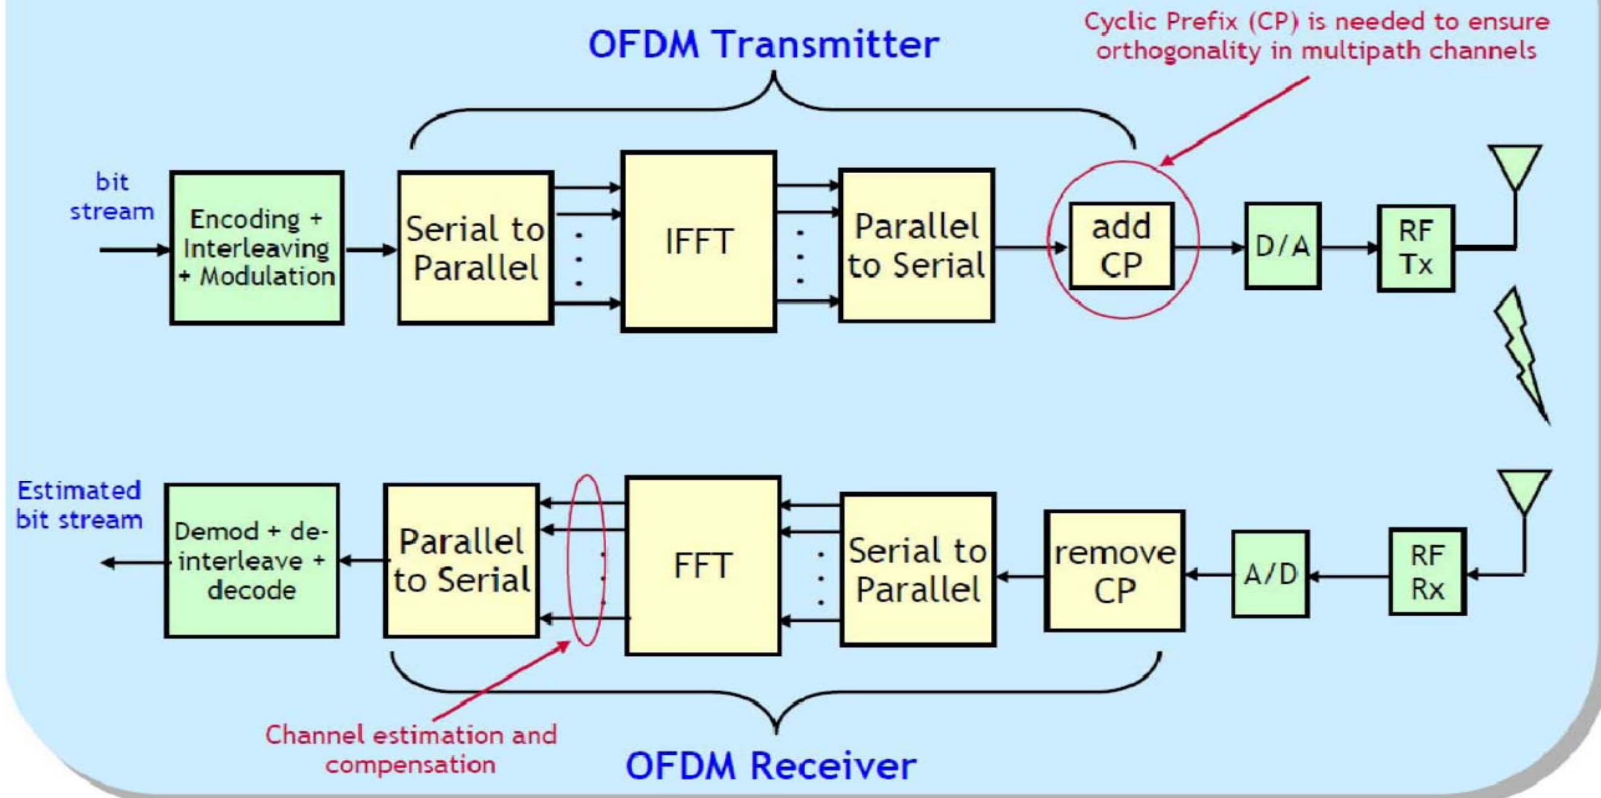 Cyclic Prefix (CP) is needed to ensure
orthogonality in multipath channels
OFDM Transmitter
bit
stream
Encoding +
Interleaving
+ Modulation
Serial to
Parallel
IFFT
Parallel
to Serial
add
CP
D/A
RF
Tx
Estimated
bit stream
Demod + de-
interleave +
decode
Parallel
to Serial
FFT
Serial to
Parallel
remove
CP
A/D
RF
Rx
Channel estimation and
compensation
OFDM Receiver